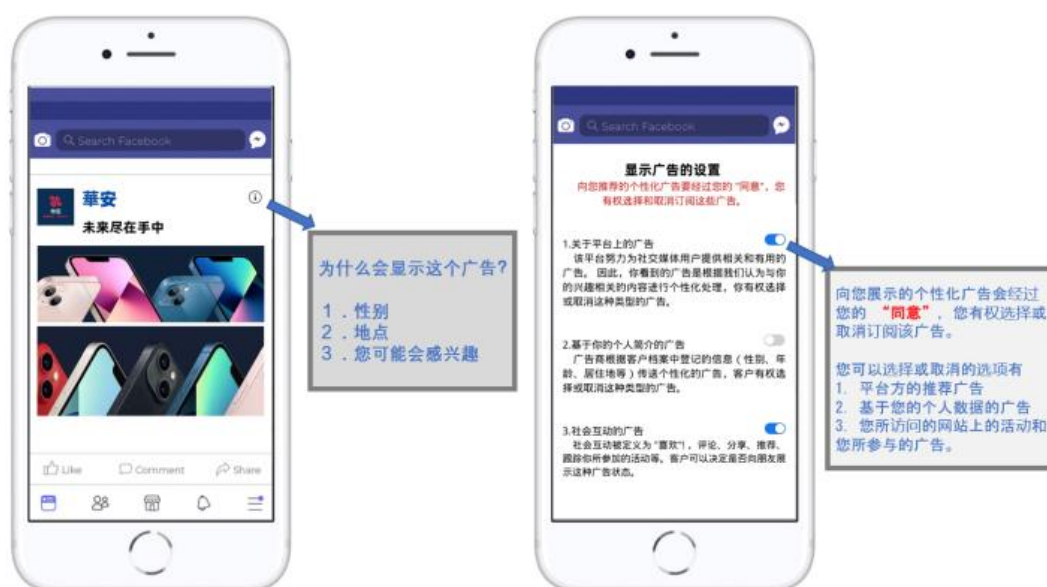 Search Facebook
華安
未来尽在手中
Like
Comment
Share
为什么会显示这个广告?
1．性别
2．地点
3．您可能会感兴趣
Search Facebook
显示广告的设置
向您推荐的个性化广告要经过您的 "同意"，您
有权选择和取消订阅这些广告。
1.关于平台上的广告
该平台努力为社交媒体用户提供相关和有用的
广告。 因此，你看到的广告是根据我们认为与你
的兴趣相关的内容进行个性化处理，你有权选择
或取消这种类型的广告。
2.基于你的个人简介的广告
广告商根据客户档案中登记的信息（性别、年
龄、居住地等）传送个性化的广告，客户有权选
择或取消这种类型的广告。
3.社会互动的广告
社会互动被定义为 "喜欢"!，评论、分享、推荐、
跟踪你所参加的活动等。客户可以决定是否向朋友展
示这种广告状态。
向您展示的个性化广告会经过
您的 “同意”，您有权选择或
取消订阅该广告。
您可以选择或取消的选项有
1. 平台方的推荐广告
2. 基于您的个人数据的广告
3. 您所访问的网站上的活动和
您所参与的广告。